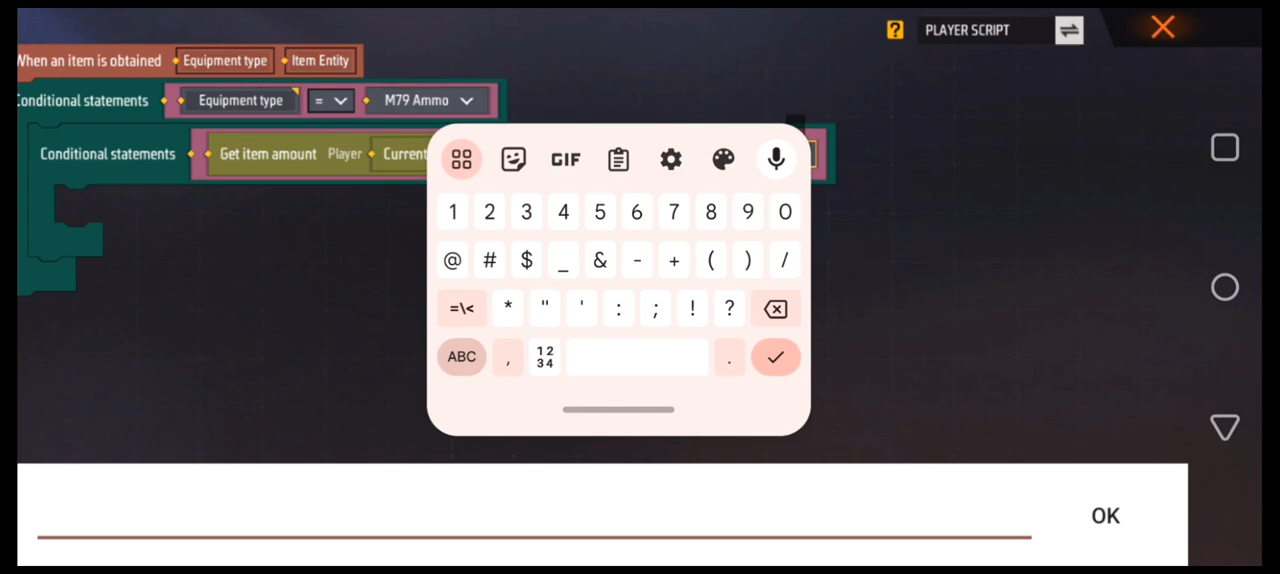 ? PLAYER SCRIPT
When an item is obtained Equipment type Item Entity
Conditional statements Equipment type = M79 Ammo
Conditional statements Get item amount Player Current
GIF
1 2 3 4 5 6 7 8 9 0
@ # $ _ & - + ( ) /
=\< * " ' : ; ! ?
ABC , 12 34 .
OK